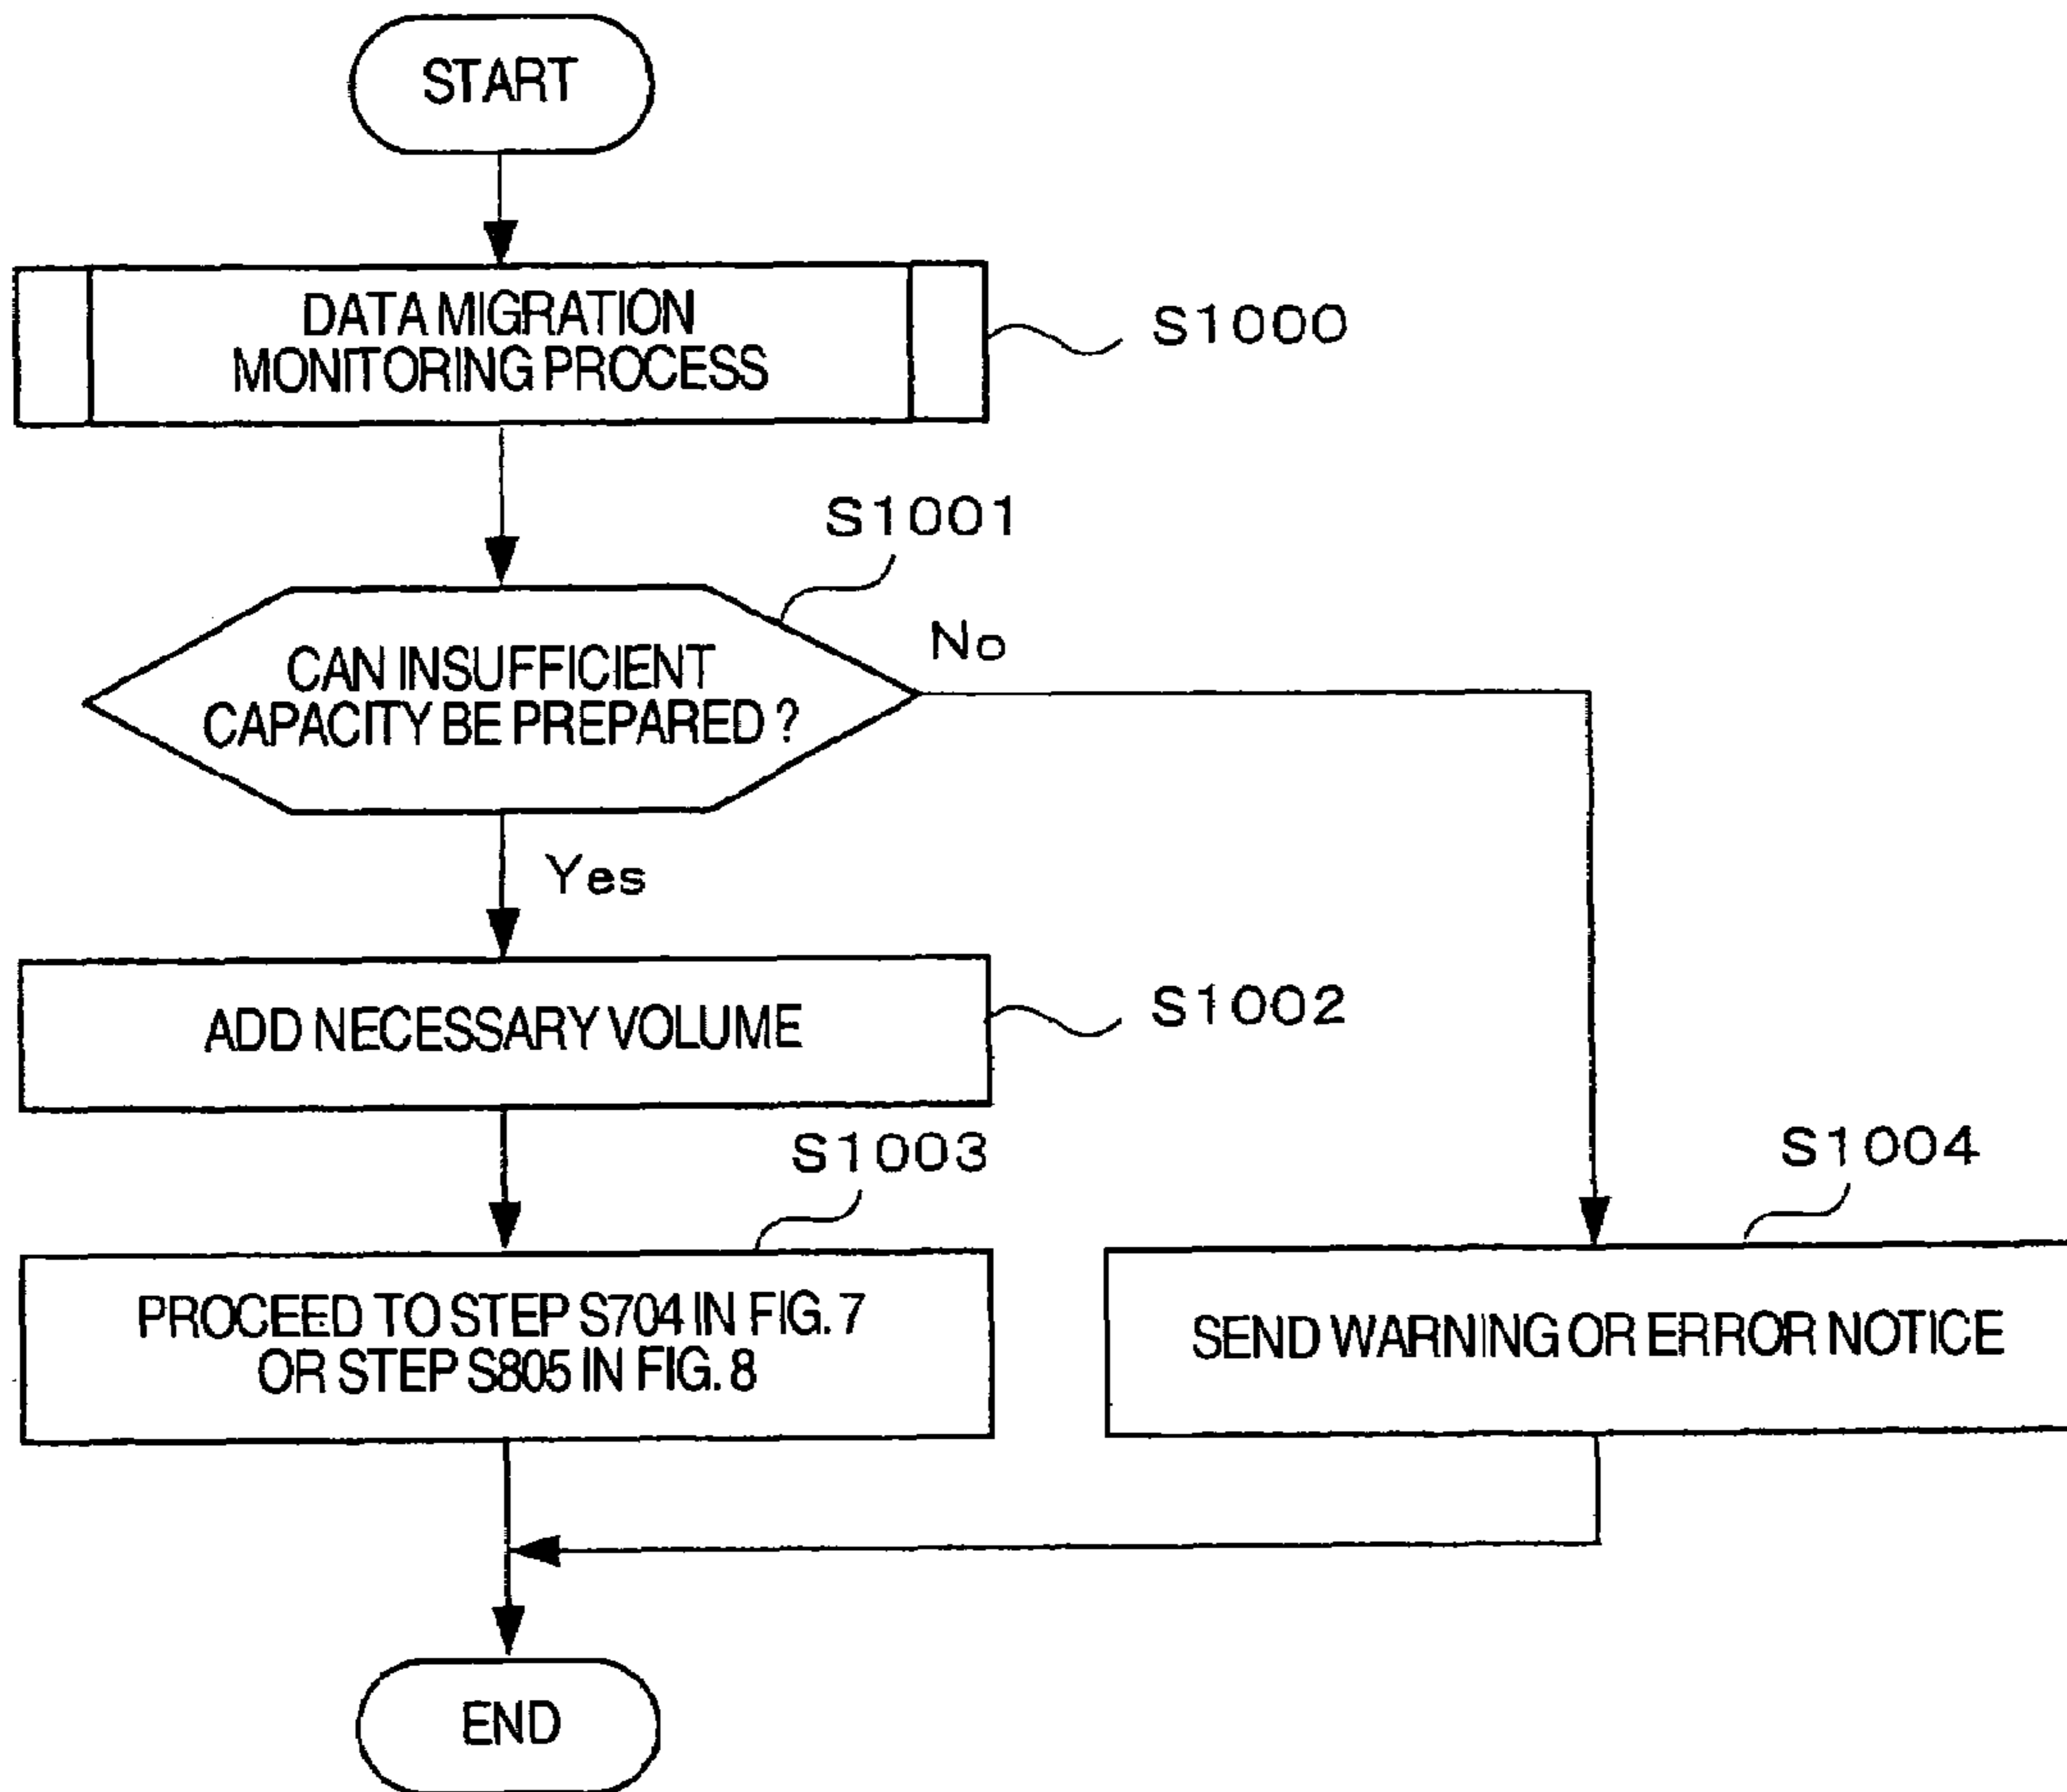 START
DATA MIGRATION
MONITORING PROCESS
S1000
S1001
CAN INSUFFICIENT
CAPACITY BE PREPARED ?
No
Yes
ADD NECESSARY VOLUME
S1002
S1003
PROCEED TO STEP S704 IN FIG. 7
OR STEP S805 IN FIG. 8
S1004
SEND WARNING OR ERROR NOTICE
END